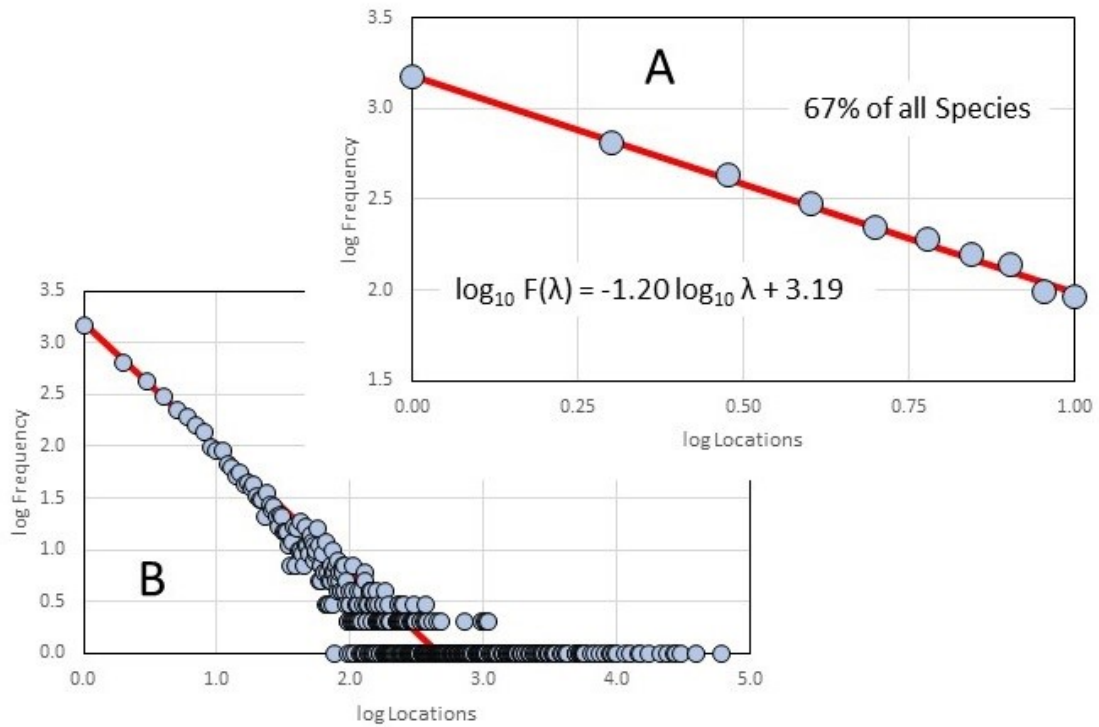 3.5
A
67% of all Species
3.0
2.5
log Frequency
log₁₀ F(λ) = -1.20 log₁₀ λ + 3.19
2.0
1.5
0.00 0.25 0.50 0.75 1.00
log Locations
3.5
3.0
2.5
2.0
log Frequency
1.5
1.0
B
0.5
0.0
0.0 1.0 2.0 3.0 4.0 5.0
log Locations